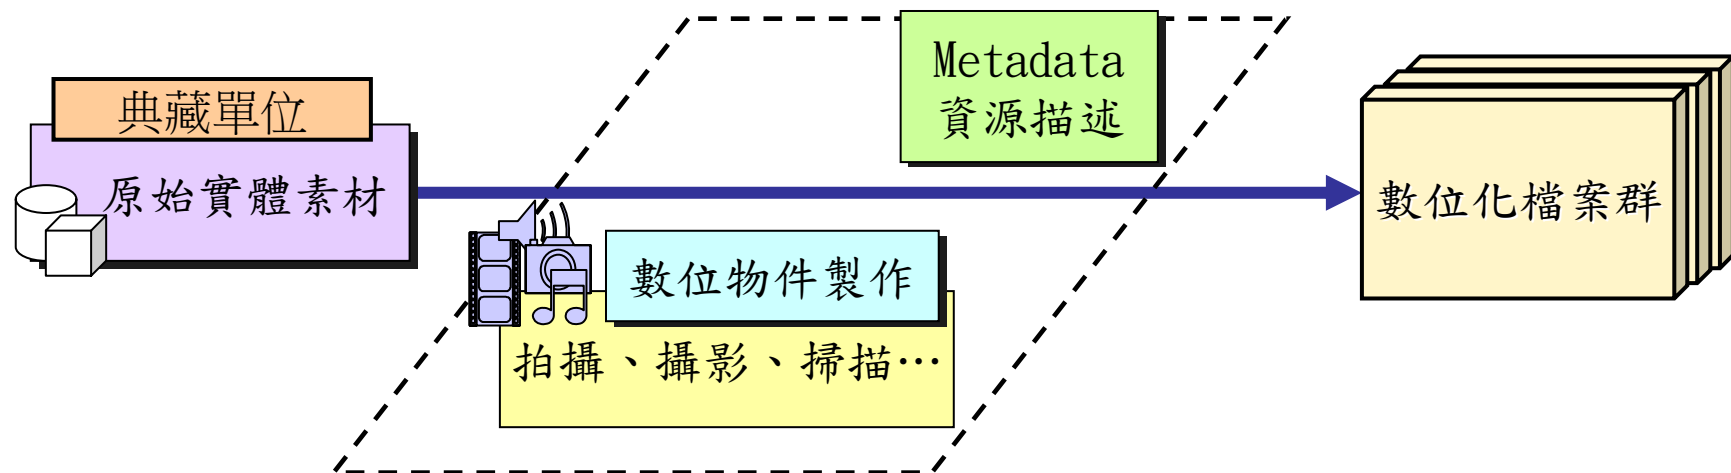 典藏單位
原始實體素材
Metadata
資源描述
數位物件製作
拍攝、攝影、掃描…
數位化檔案群